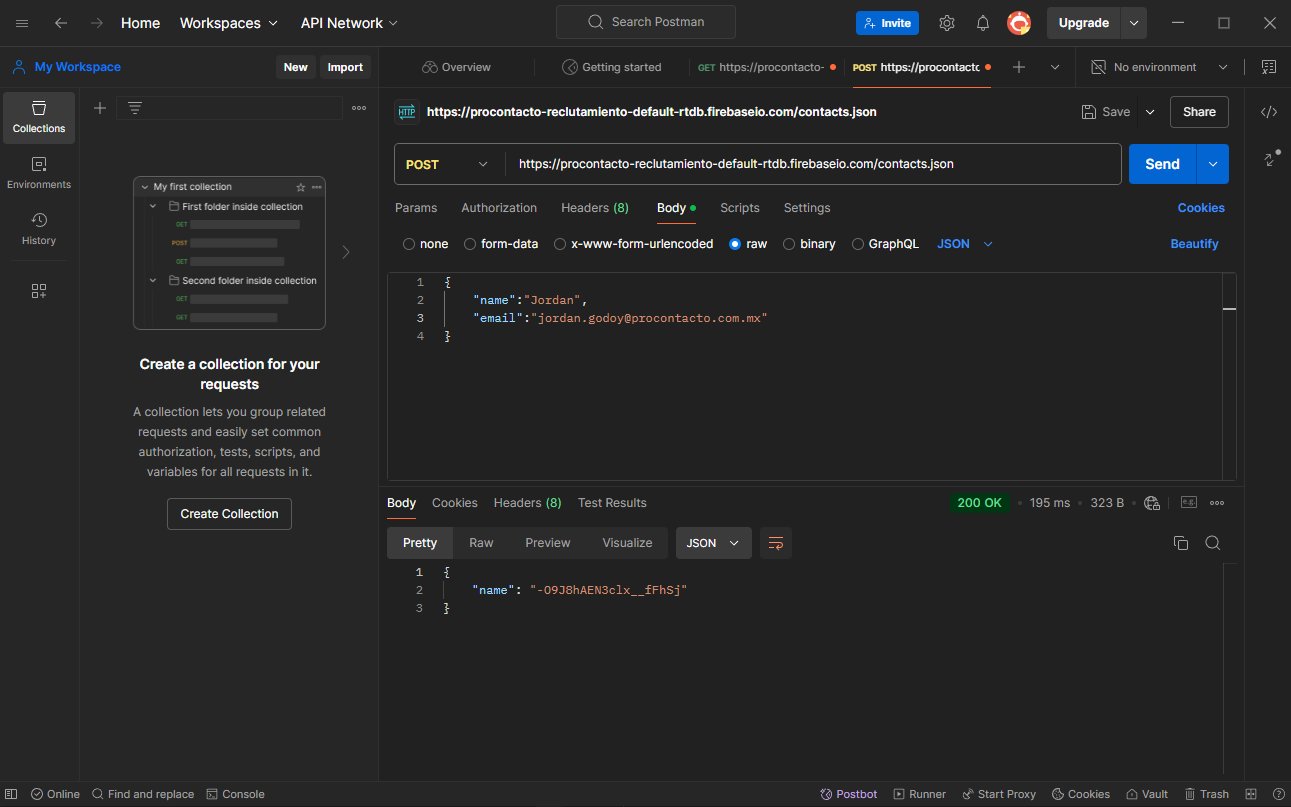 Home Workspaces API Network Search Postman Invite Upgrade
My Workspace New Import Overview Getting started GET https://procontacto- POST https://procontactc No environment
Collections
Environments
History
My first collection
First folder inside collection
GET
POST
GET
Second folder inside collection
GET
GET
Create a collection for your
requests
A collection lets you group related
requests and easily set common
authorization, tests, scripts, and
variables for all requests in it.
Create Collection
HTTP https://procontacto-reclutamiento-default-rtdb.firebaseio.com/contacts.json Save Share
POST https://procontacto-reclutamiento-default-rtdb.firebaseio.com/contacts.json Send
Params Authorization Headers (8) Body Scripts Settings Cookies
none form-data x-www-form-urlencoded raw binary GraphQL JSON Beautify
1 {
2 "name":"Jordan",
3 "email":"jordan.godoy@procontacto.com.mx"
4 }
Body Cookies Headers (8) Test Results 200 OK 195 ms 323 B e.g.
Pretty Raw Preview Visualize JSON
1 {
2 "name": "-O9J8hAEN3clx__fFhSj"
3 }
Online Find and replace Console Postbot Runner Start Proxy Cookies Vault Trash